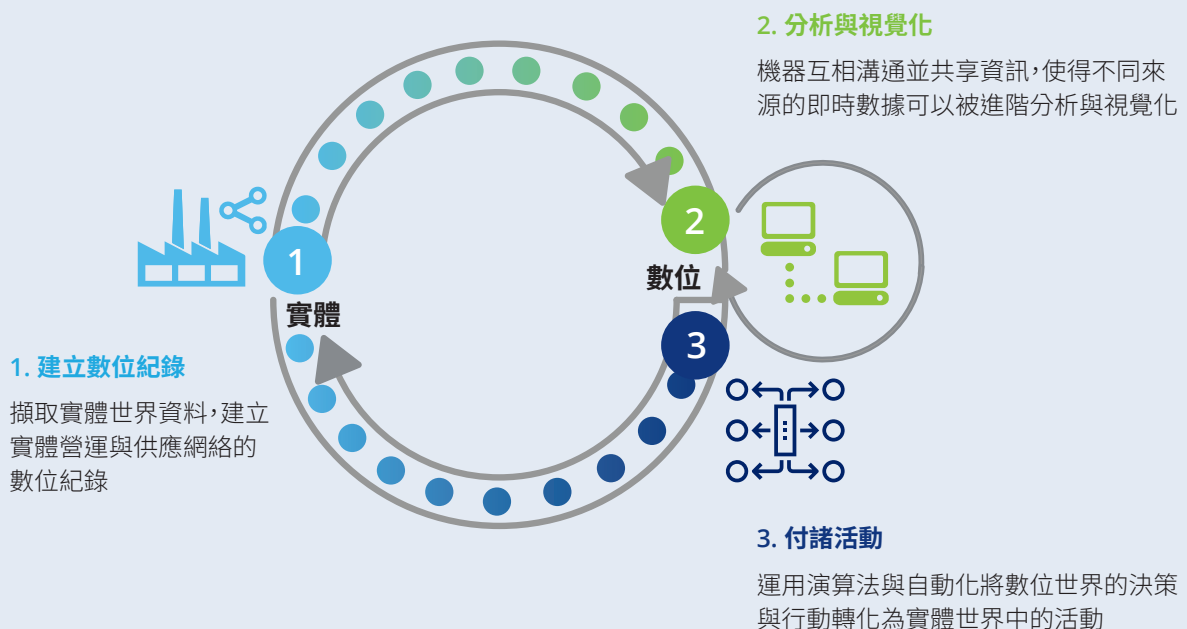 2. 分析與視覺化
機器互相溝通並共享資訊，使得不同來
源的即時數據可以被進階分析與視覺化
2
1
數位
實體
3
1. 建立數位紀錄
擷取實體世界資料，建立
實體營運與供應網絡的
數位紀錄
3. 付諸活動
運用演算法與自動化將數位世界的決策
與行動轉化為實體世界中的活動